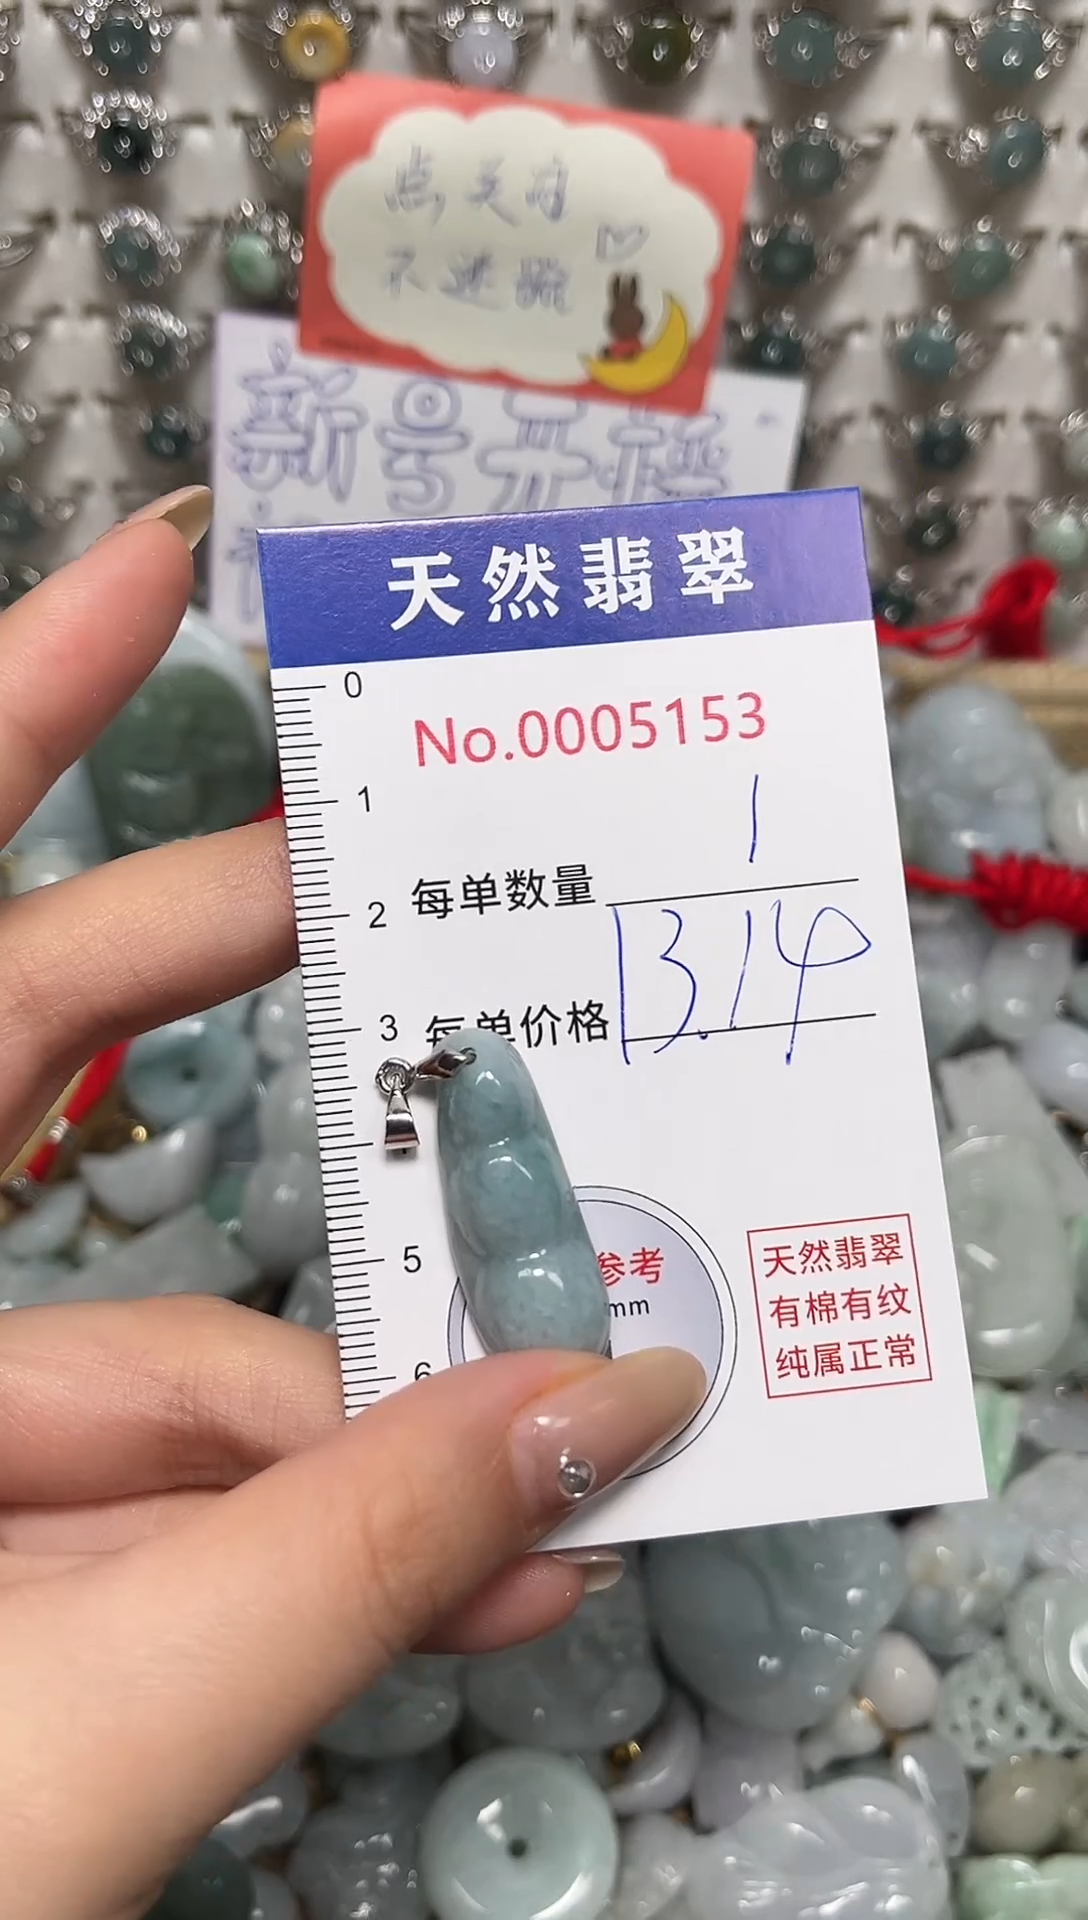 点关注
不迷路
新号开播
天然翡翠
No.0005153
0
1
2
3
5
6
每单数量 1
每单价格 13.14
参考
mm
天然翡翠
有棉有纹
纯属正常